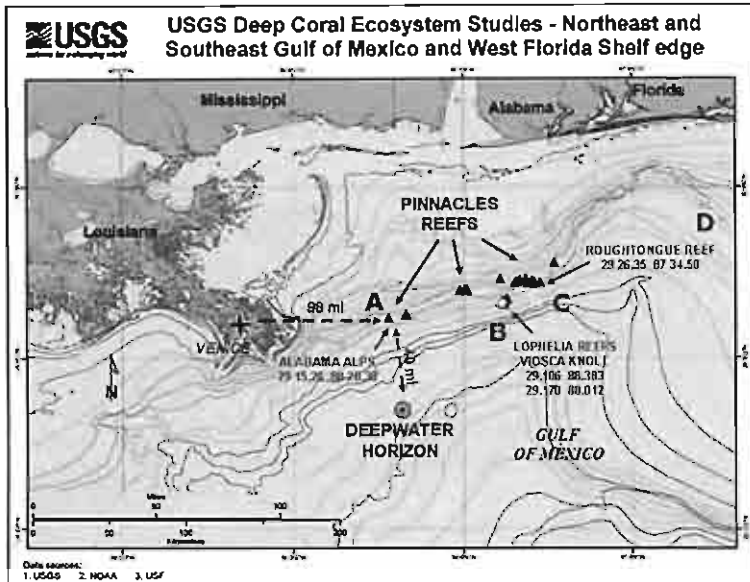 USGS
USGS Deep Coral Ecosystem Studies - Northeast and
Southeast Gulf of Mexico and West Florida Shelf edge
Mississippi
Alabama
Florida
Louisiana
PINNACLES
REEFS
D
ROUGHTONGUE REEF
29 26.35 87 34.50
98 mi
A
C
B
VENICE
ALABAMA ALPS
LOPHELIA REEFS
VIOSCA KNOLL
29.106 88.383
29.170 88.012
N
DEEPWATER
HORIZON
GULF
OF MEXICO
Miles
0 50 100
Data sources:
1. USGS 2. NOAA 3. USF